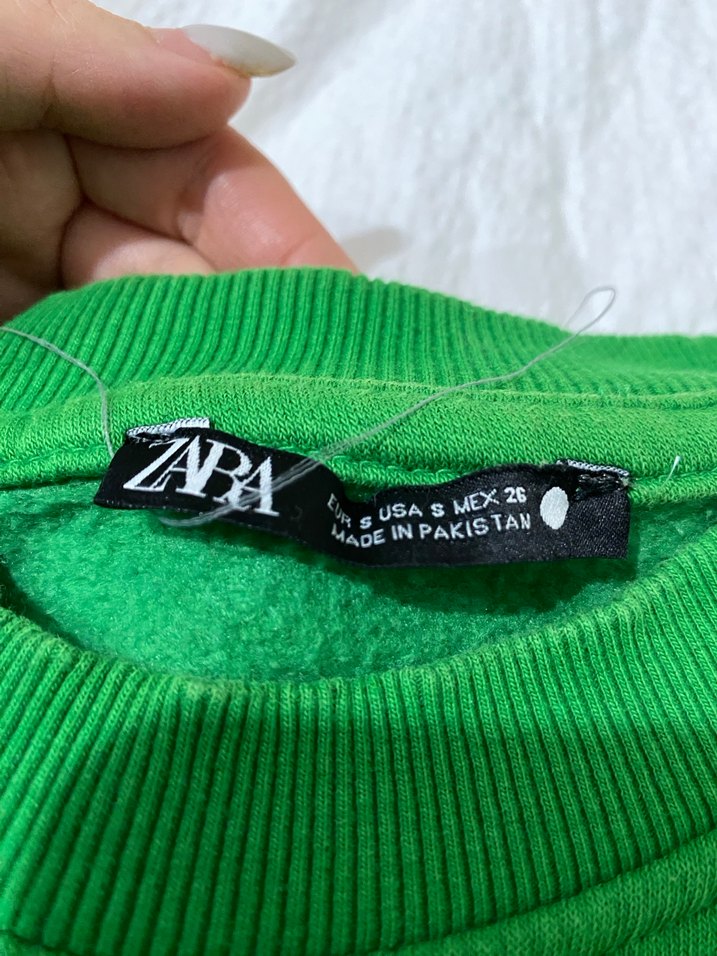 ZARA
EUR S USA S MEX 26
MADE IN PAKISTAN